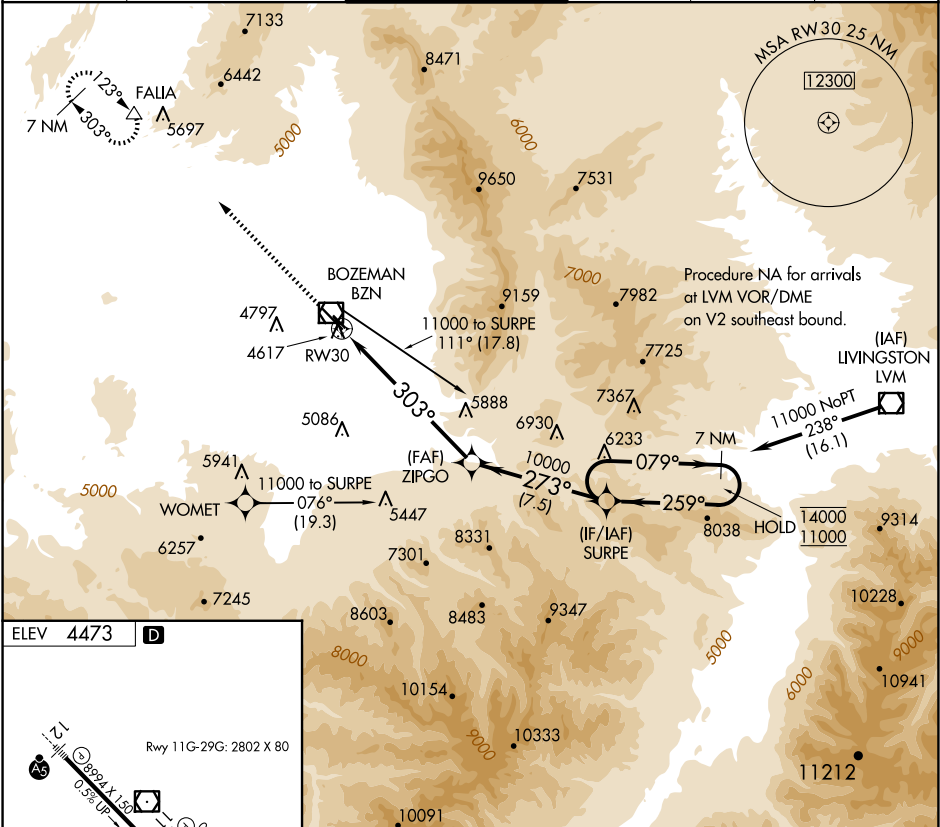 7133
8471
6442
MSA RW30 25 NM
12300
123°
FALIA
7 NM
303°
5697
5000
6000
9650
7531
7000
Procedure NA for arrivals
at LVM VOR/DME
on V2 southeast bound.
BOZEMAN
BZN
9159
7982
4797
4617
RW30
11000 to SURPE
111° (17.8)
7725
(IAF)
LIVINGSTON
LVM
303°
5888
7367
11000 NoPT
238°
(16.1)
5086
6930
6233
7 NM
(FAF)
ZIPGO
10000
273°
(7.5)
079°
5941
5000
11000 to SURPE
WOMET
076°
(19.3)
5447
259°
(IF/IAF)
SURPE
8038
HOLD
14000
11000
9314
6257
7301
8331
7245
8603
8483
9347
10228
8000
5000
9000
6000
10941
10154
9000
10333
11212
10091
ELEV 4473
D
12
Rwy 11G-29G: 2802 X 80
A5
8994 X 150
0.5% UP